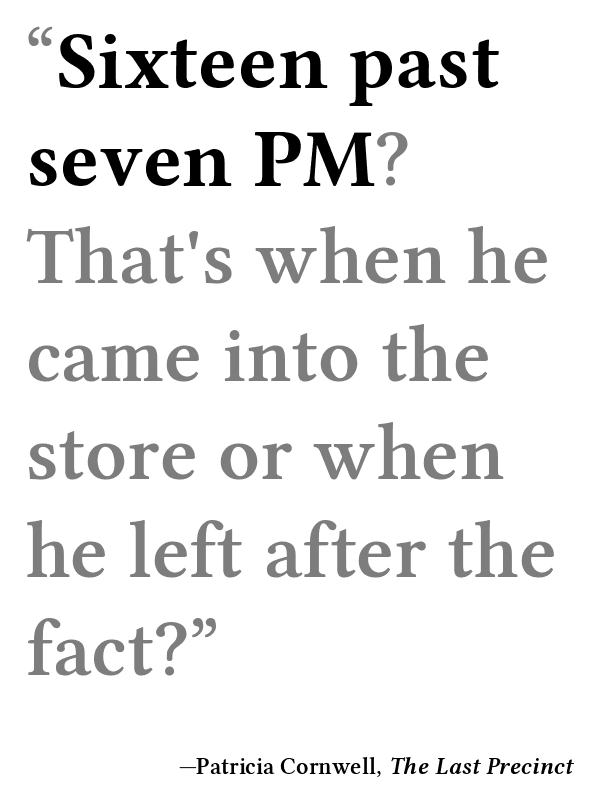 “Sixteen past
seven PM?
That's when he
came into the
store or when
he left after the
fact?”
—Patricia Cornwell, The Last Precinct